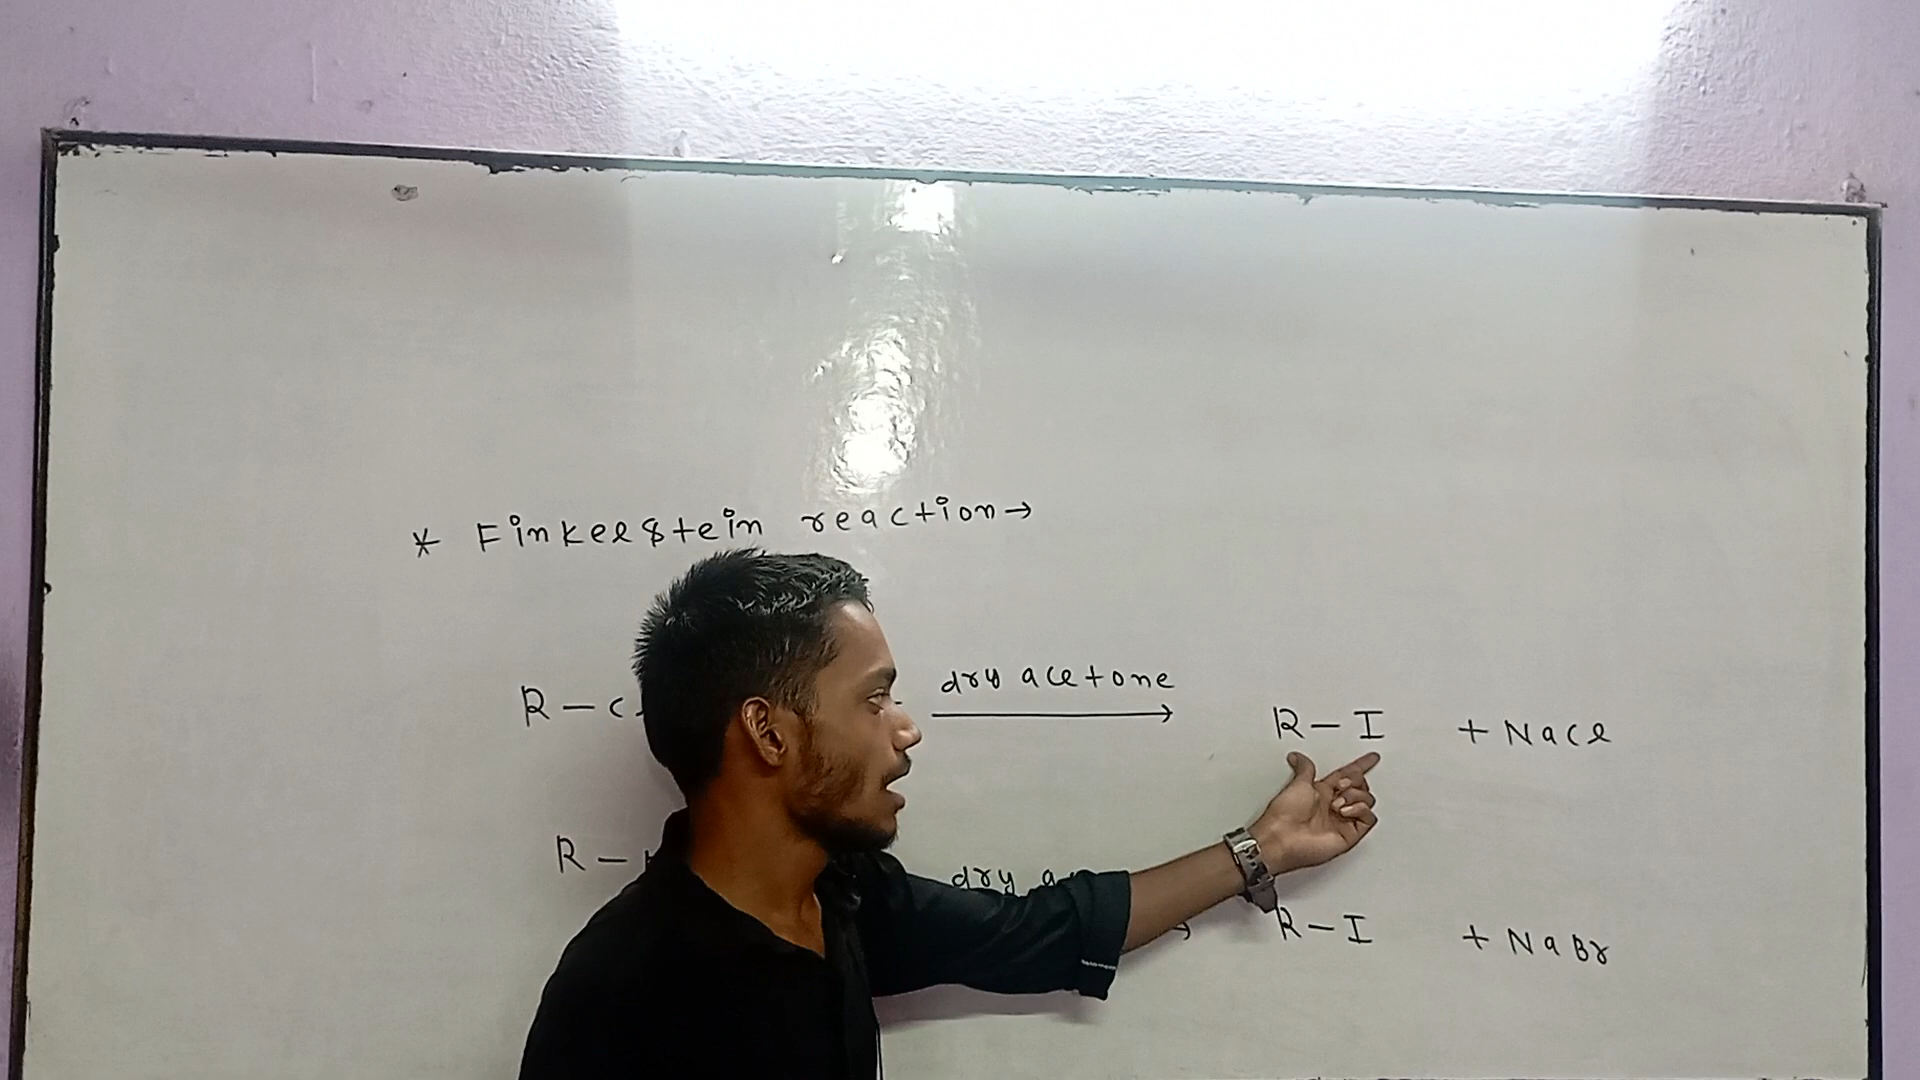 * Finkelstein reaction →
R - C
dry acetone
R - I + NaCl
R -
dry
R - I + NaBr